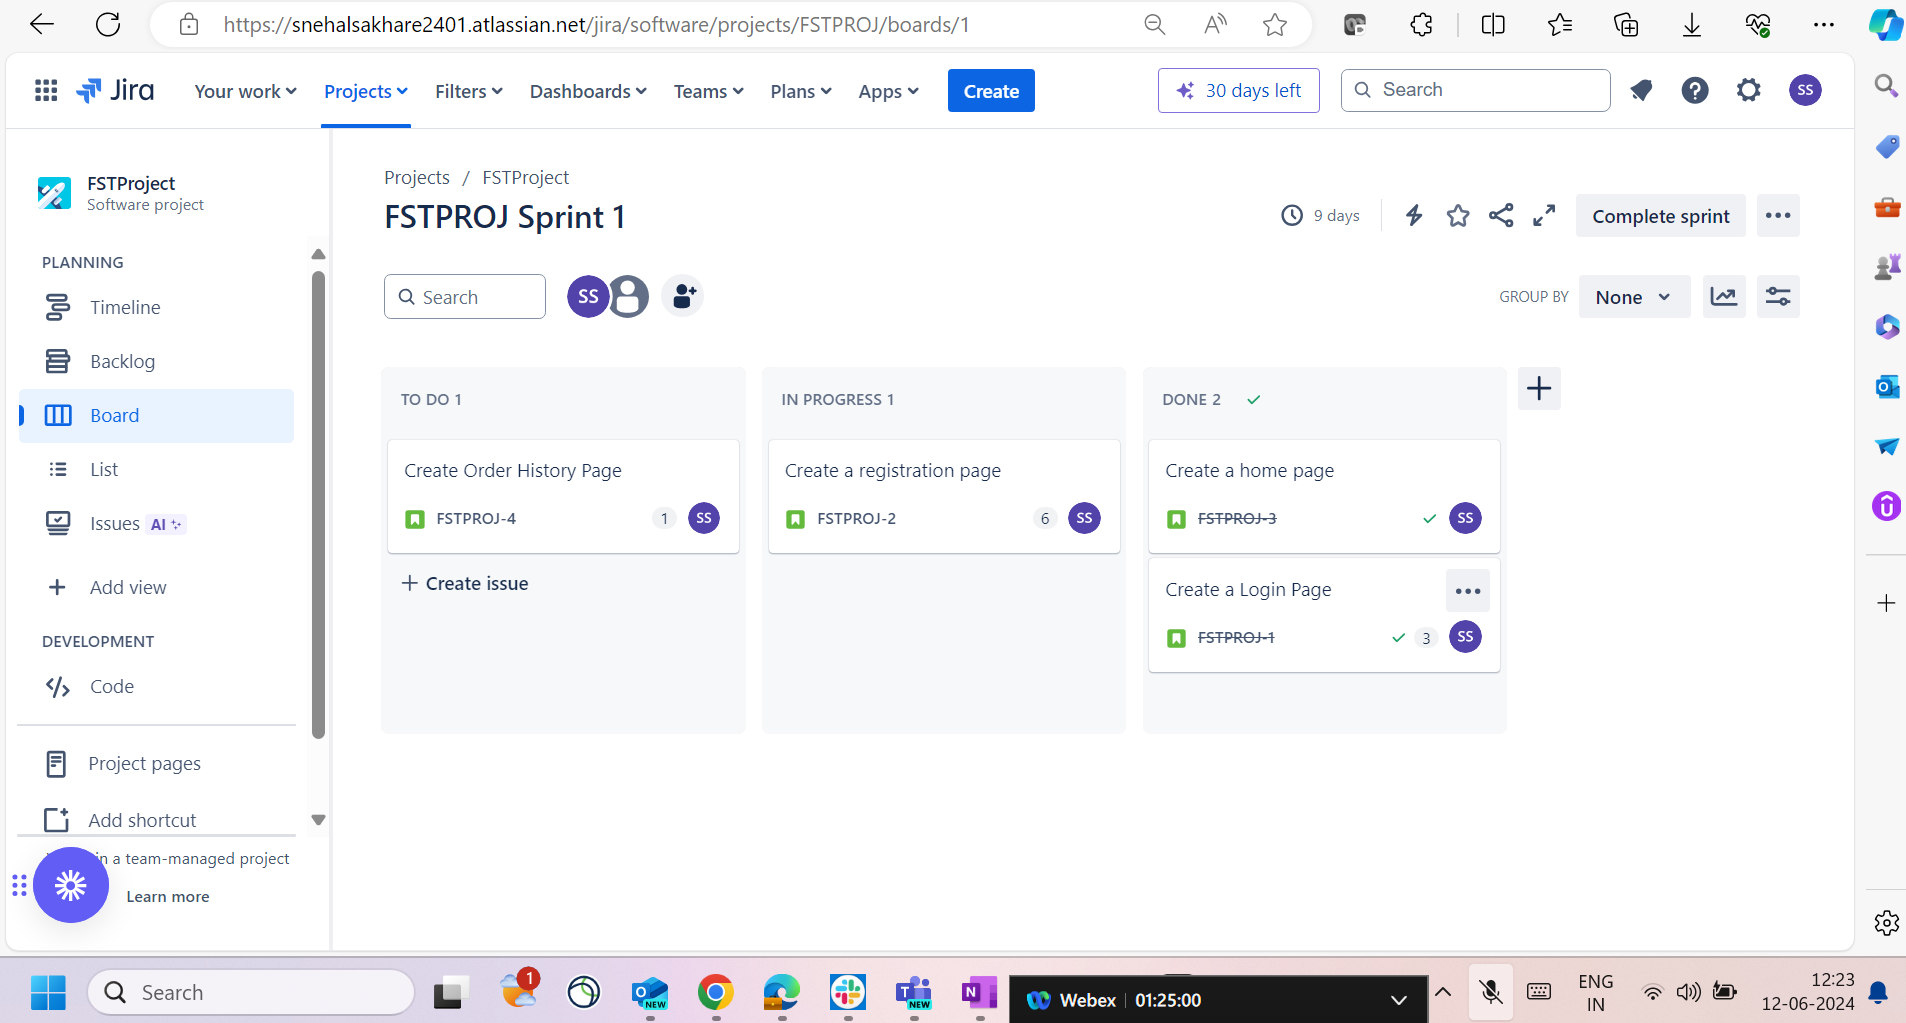 https://snehalsakhare2401.atlassian.net/jira/software/projects/FSTPROJ/boards/1
Jira
Your work
Projects
Filters
Dashboards
Teams
Plans
Apps
Create
30 days left
Search
SS
FSTProject
Software project
PLANNING
Timeline
Backlog
Board
List
Issues AI
Add view
DEVELOPMENT
Code
Project pages
Add shortcut
in a team-managed project
Learn more
Projects / FSTProject
FSTPROJ Sprint 1
9 days
Complete sprint
Search
SS
GROUP BY
None
TO DO 1
Create Order History Page
FSTPROJ-4
1
SS
Create issue
IN PROGRESS 1
Create a registration page
FSTPROJ-2
6
SS
DONE 2
Create a home page
FSTPROJ-3
SS
Create a Login Page
FSTPROJ-1
3
SS
Search
1
NEW
NEW
Webex 01:25:00
ENG
IN
12:23
12-06-2024